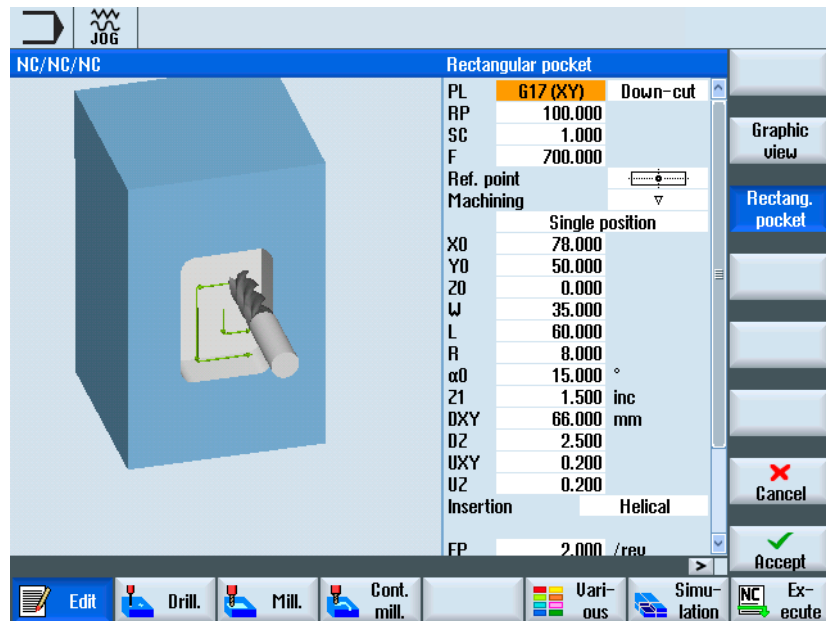 JOG
NC/NC/NC
Rectangular pocket
PL G17 (XY) Down-cut
RP 100.000
SC 1.000
F 700.000
Ref. point
Machining ▽
Single position
X0 78.000
Y0 50.000
Z0 0.000
W 35.000
L 60.000
R 8.000
α0 15.000 °
Z1 1.500 inc
DXY 66.000 mm
DZ 2.500
UXY 0.200
UZ 0.200
Insertion Helical
EP 2.000 /rev
Graphic
view
Rectang.
pocket
Cancel
Accept
Edit
Drill.
Mill.
Cont.
mill.
Vari-
ous
Simu-
lation
NC Ex-
ecute